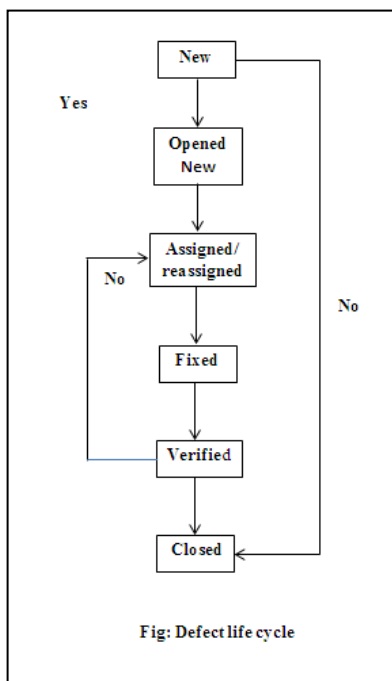 New
Yes
Opened
New
Assigned/
reassigned
No
No
Fixed
Verified
Closed
Fig: Defect life cycle